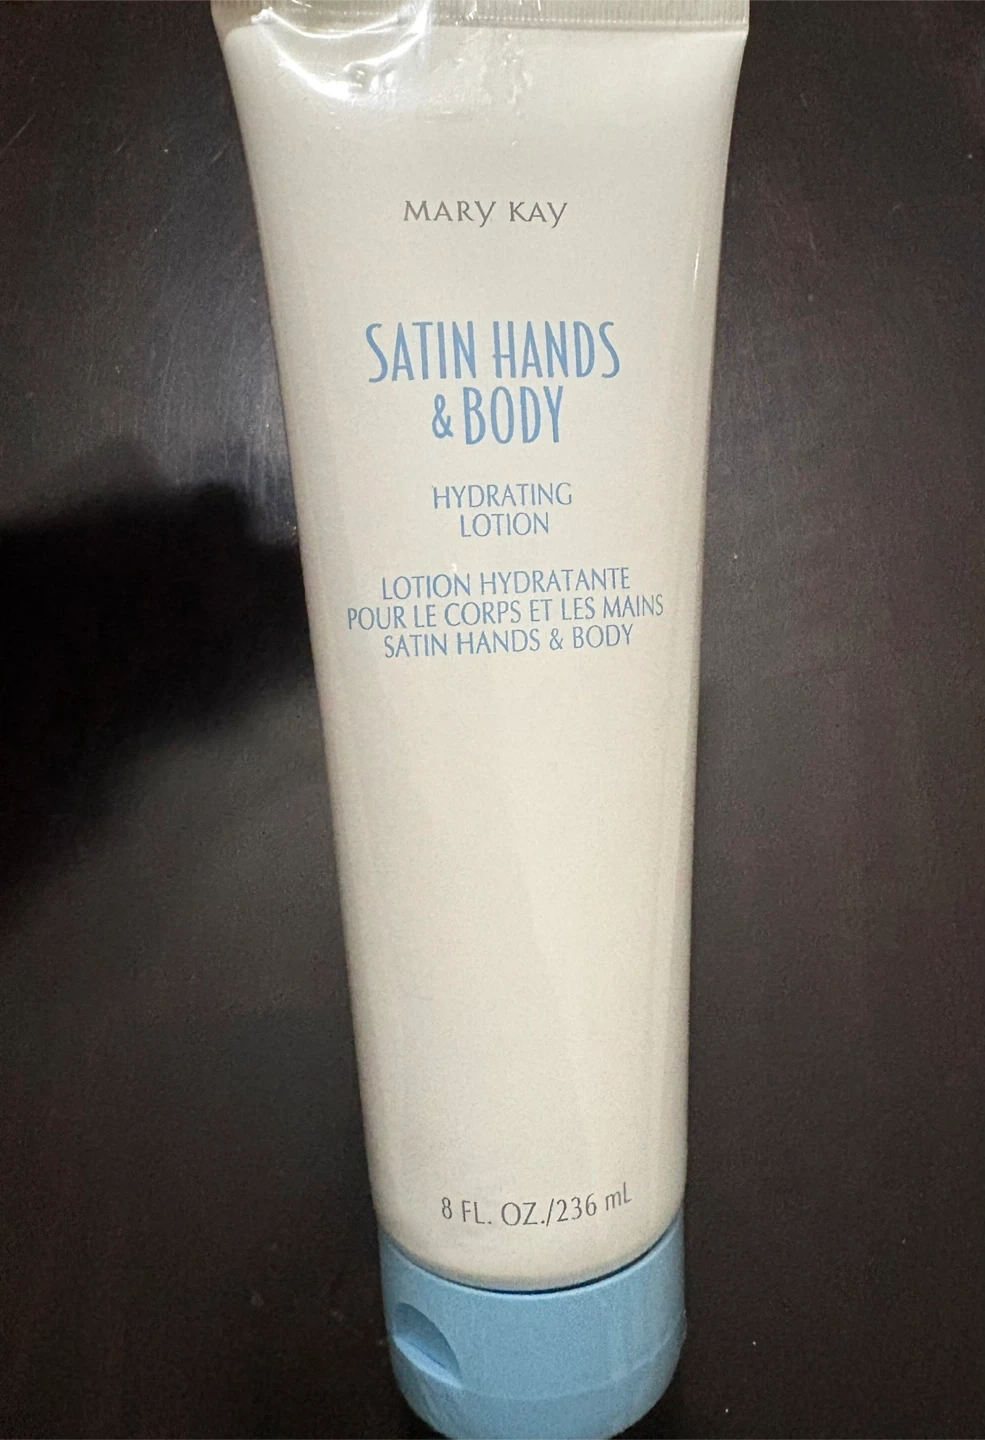 MARY KAY
SATIN HANDS
& BODY
HYDRATING
LOTION
LOTION HYDRATANTE
POUR LE CORPS ET LES MAINS
SATIN HANDS & BODY
8 FL. OZ./236 mL